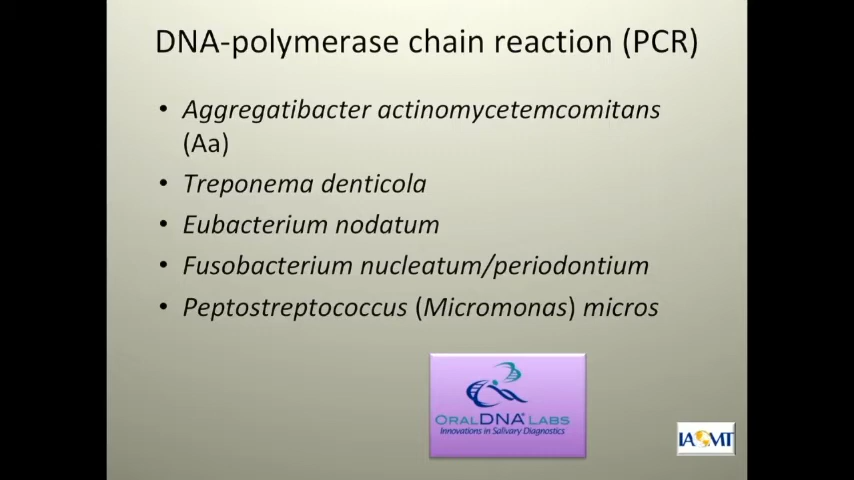 DNA-polymerase chain reaction (PCR)
• Aggregatibacter actinomycetemcomitans
(Aa)
• Treponema denticola
• Eubacterium nodatum
• Fusobacterium nucleatum/periodontium
• Peptostreptococcus (Micromonas) micros
ORALDNA® LABS
Innovations in Salivary Diagnostics
IAOMT